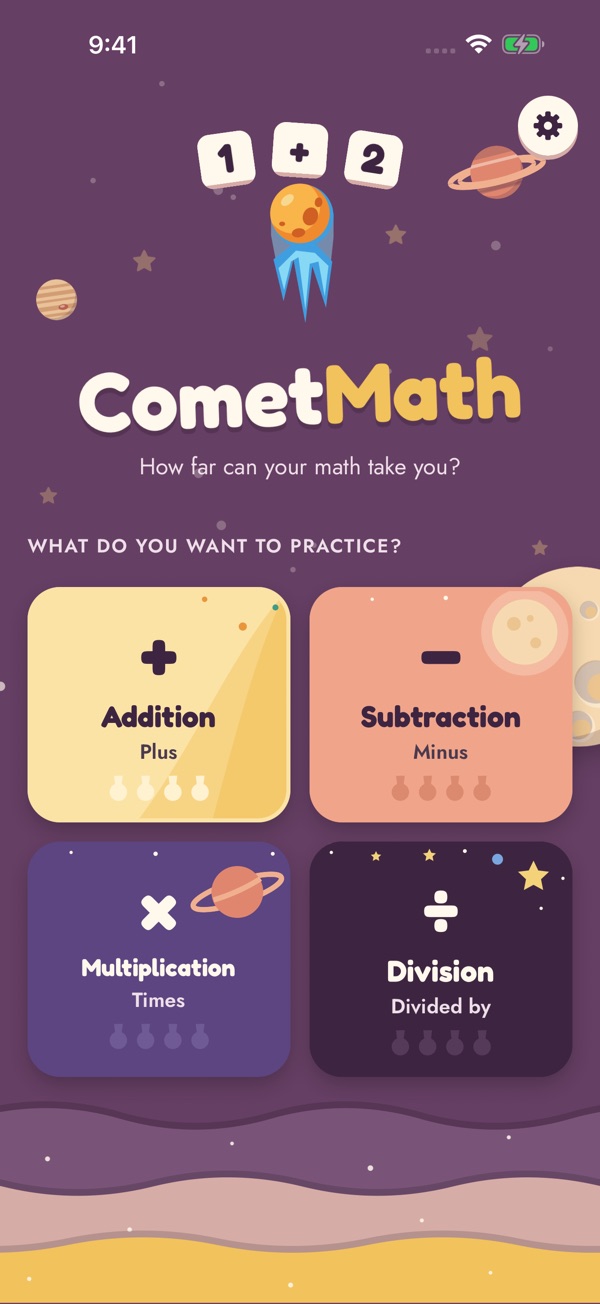 9:41
1 + 2
CometMath
How far can your math take you?
WHAT DO YOU WANT TO PRACTICE?
+
Addition
Plus
−
Subtraction
Minus
×
Multiplication
Times
÷
Division
Divided by